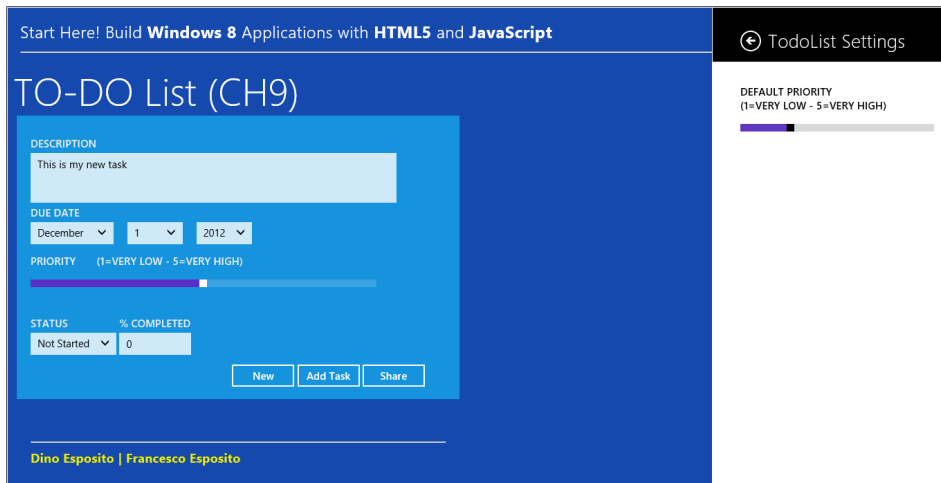 Start Here! Build Windows 8 Applications with HTML5 and JavaScript
TO-DO List (CH9)
DESCRIPTION
This is my new task
DUE DATE
December 1 2012
PRIORITY (1=VERY LOW - 5=VERY HIGH)
STATUS % COMPLETED
Not Started 0
New Add Task Share
Dino Esposito | Francesco Esposito
TodoList Settings
DEFAULT PRIORITY
(1=VERY LOW - 5=VERY HIGH)